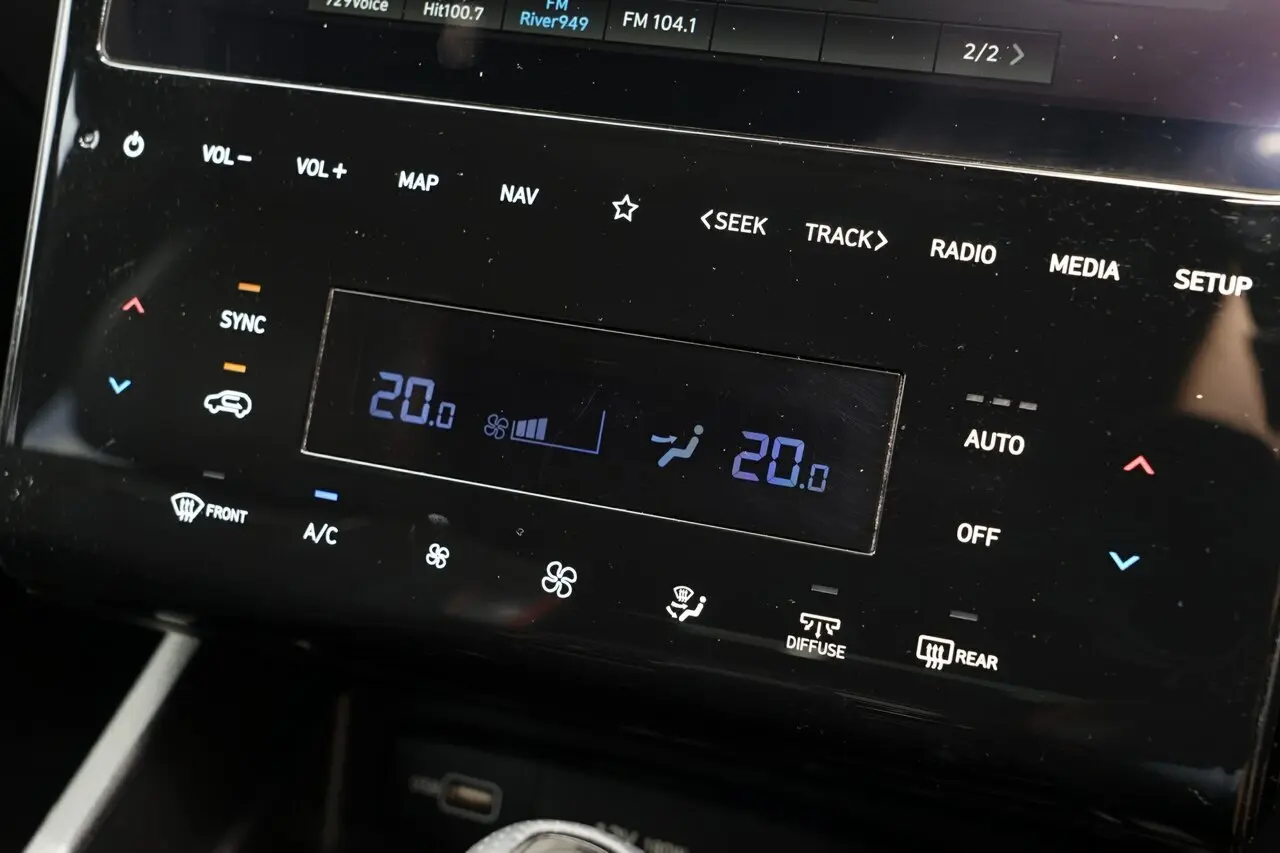 Hit100.7
FM
River949
FM 104.1
2/2 >
VOL−
VOL+
MAP
NAV
<SEEK
TRACK>
RADIO
MEDIA
SETUP
SYNC
20.0
20.0
AUTO
OFF
FRONT
A/C
DIFFUSE
REAR